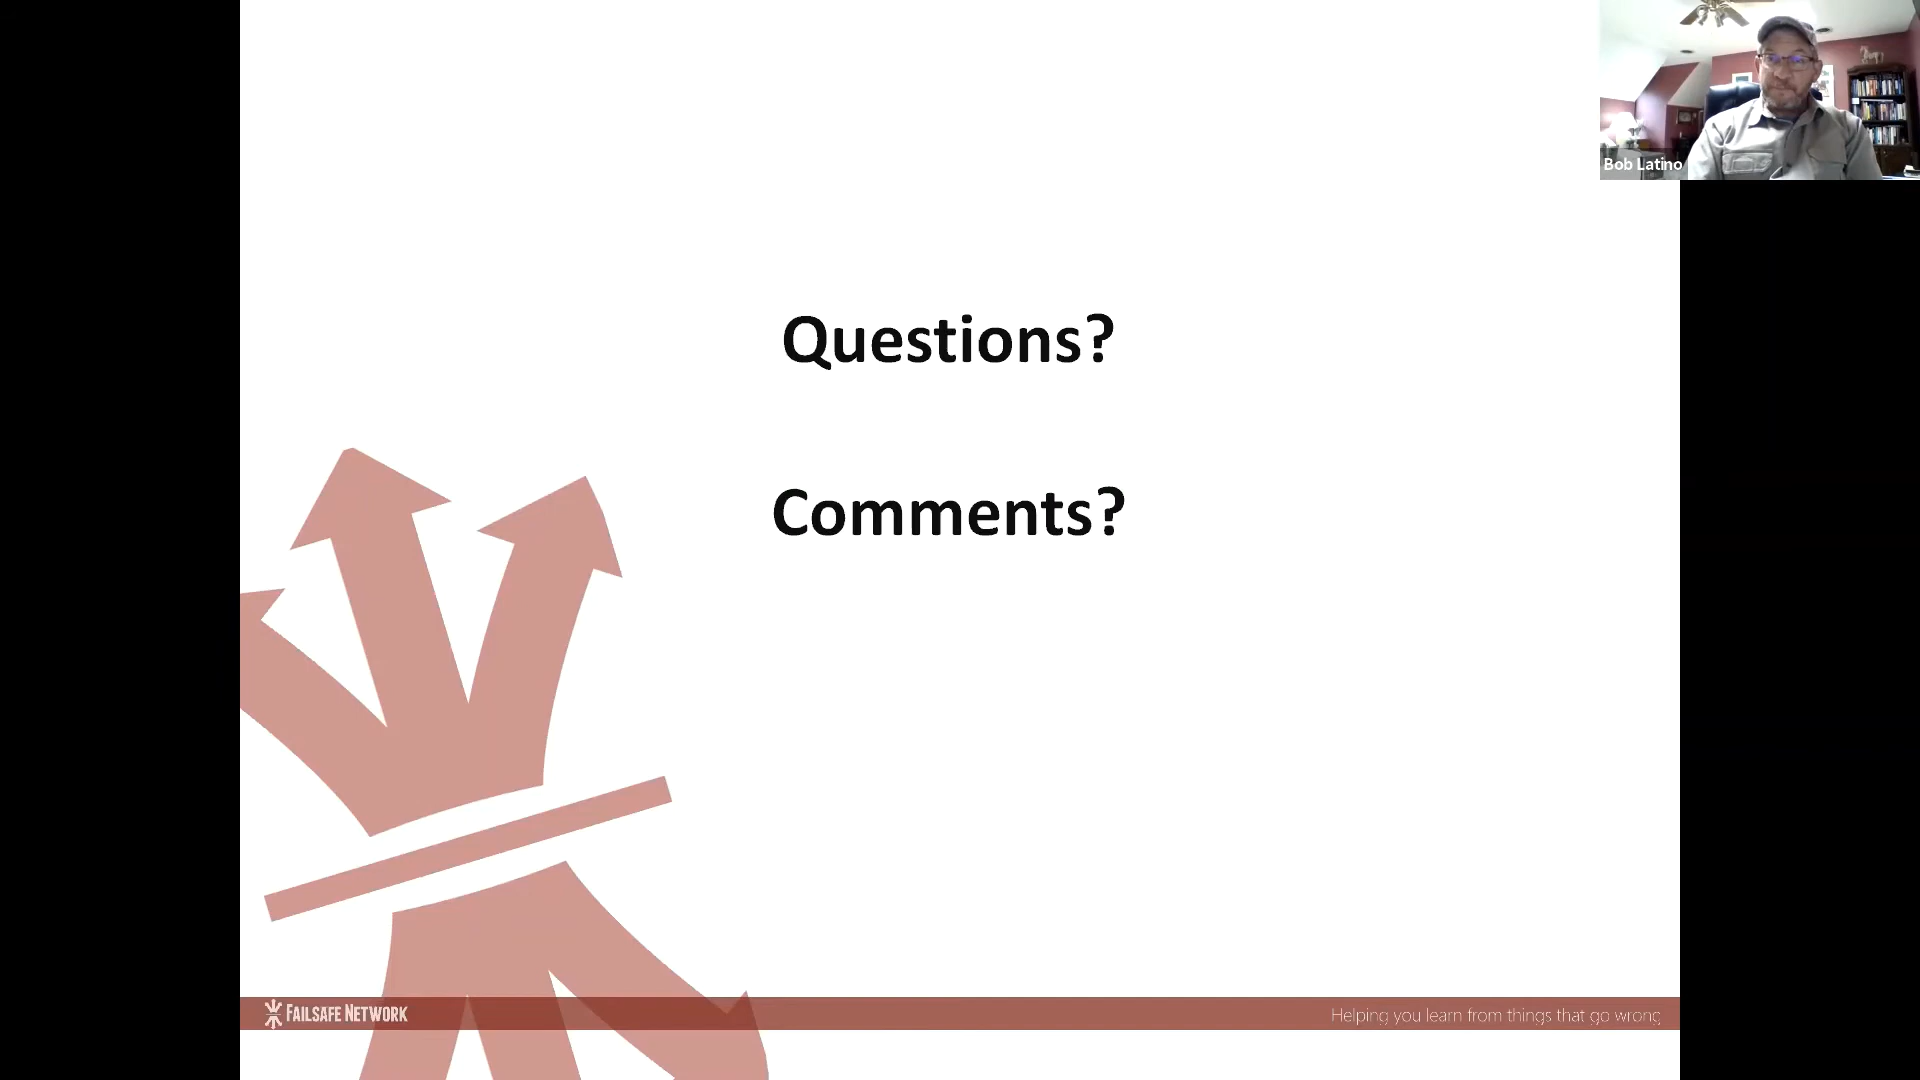 Bob Latino
Questions?
Comments?
FAILSAFE NETWORK
Helping you learn from things that go wrong